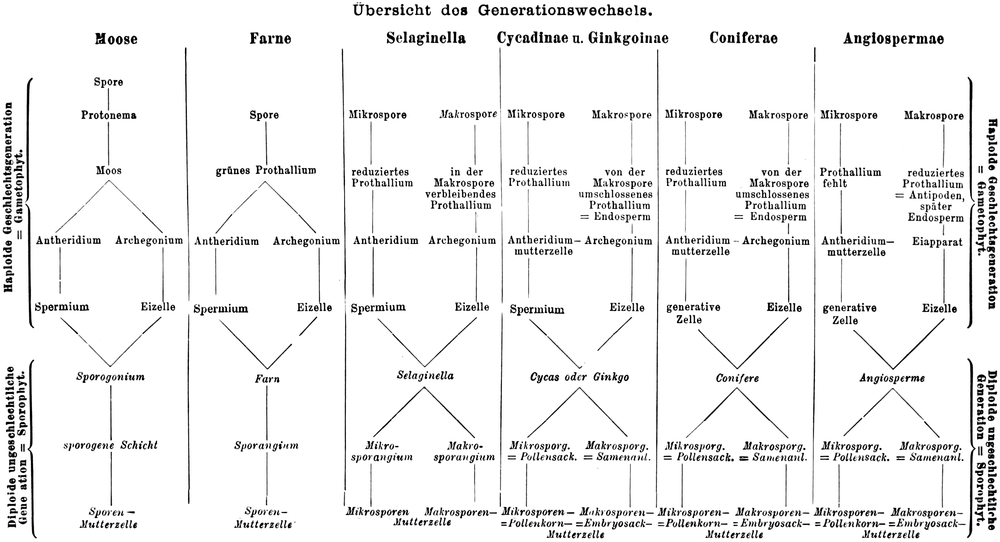 Übersicht des Generationswechsels.
Moose
Farne
Selaginella
Cycadinae u. Ginkgoinae
Coniferae
Angiospermae
Haploide Geschlechtsgeneration
= Gametophyt.
Diploide ungeschlechtliche
Gene ation = Sporophyt.
Spore
Protonema
Moos
Antheridium
Archegonium
Spermium
Eizelle
Sporogonium
sporogene Schicht
Sporen-
Mutterzelle
Spore
grünes Prothallium
Antheridium
Archegonium
Spermium
Eizelle
Farn
Sporangium
Sporen-
Mutterzelle
Mikrospore
Makrospore
reduziertes
Prothallium
in der
Makrospore
verbleibendes
Prothallium
Antheridium
Archegonium
Spermium
Eizelle
Selaginella
Mikro-
sporangium
Makro-
sporangium
Mikrosporen
Makrosporen-
Mutterzelle
Mikrospore
Makrospore
reduziertes
Prothallium
von der
Makrospore
umschlossenes
Prothallium
= Endosperm
Antheridium-
mutterzelle
Archegonium
Spermium
Eizelle
Cycas oder Ginkgo
Mikrosporg.
= Pollensack.
Makrosporg.
= Samenanl.
Mikrosporen-
=Pollenkorn-
Makrosporen-
=Embryosack-
Mutterzelle
Mikrospore
Makrospore
reduziertes
Prothallium
von der
Makrospore
umschlossenes
Prothallium
= Endosperm
Antheridium-
mutterzelle
Archegonium
generative
Zelle
Eizelle
Conifere
Mikrosporg.
= Pollensack.
Makrosporg.
= Samenanl.
Mikrosporen-
=Pollenkorn-
Makrosporen-
=Embryosack-
Mutterzelle
Mikrospore
Makrospore
Prothallium
fehlt
reduziertes
Prothallium
= Antipoden,
später
Endosperm
Antheridium-
mutterzelle
Eiapparat
generative
Zelle
Eizelle
Angiosperme
Mikrosporg.
= Pollensack.
Makrosporg.
= Samenanl.
Mikrosporen-
=Pollenkorn-
Makrosporen-
=Embryosack-
Mutterzelle
Haploide Geschlechtsgeneration
= Gametophyt.
Diploide ungeschlechtliche
Generation = Sporophyt.